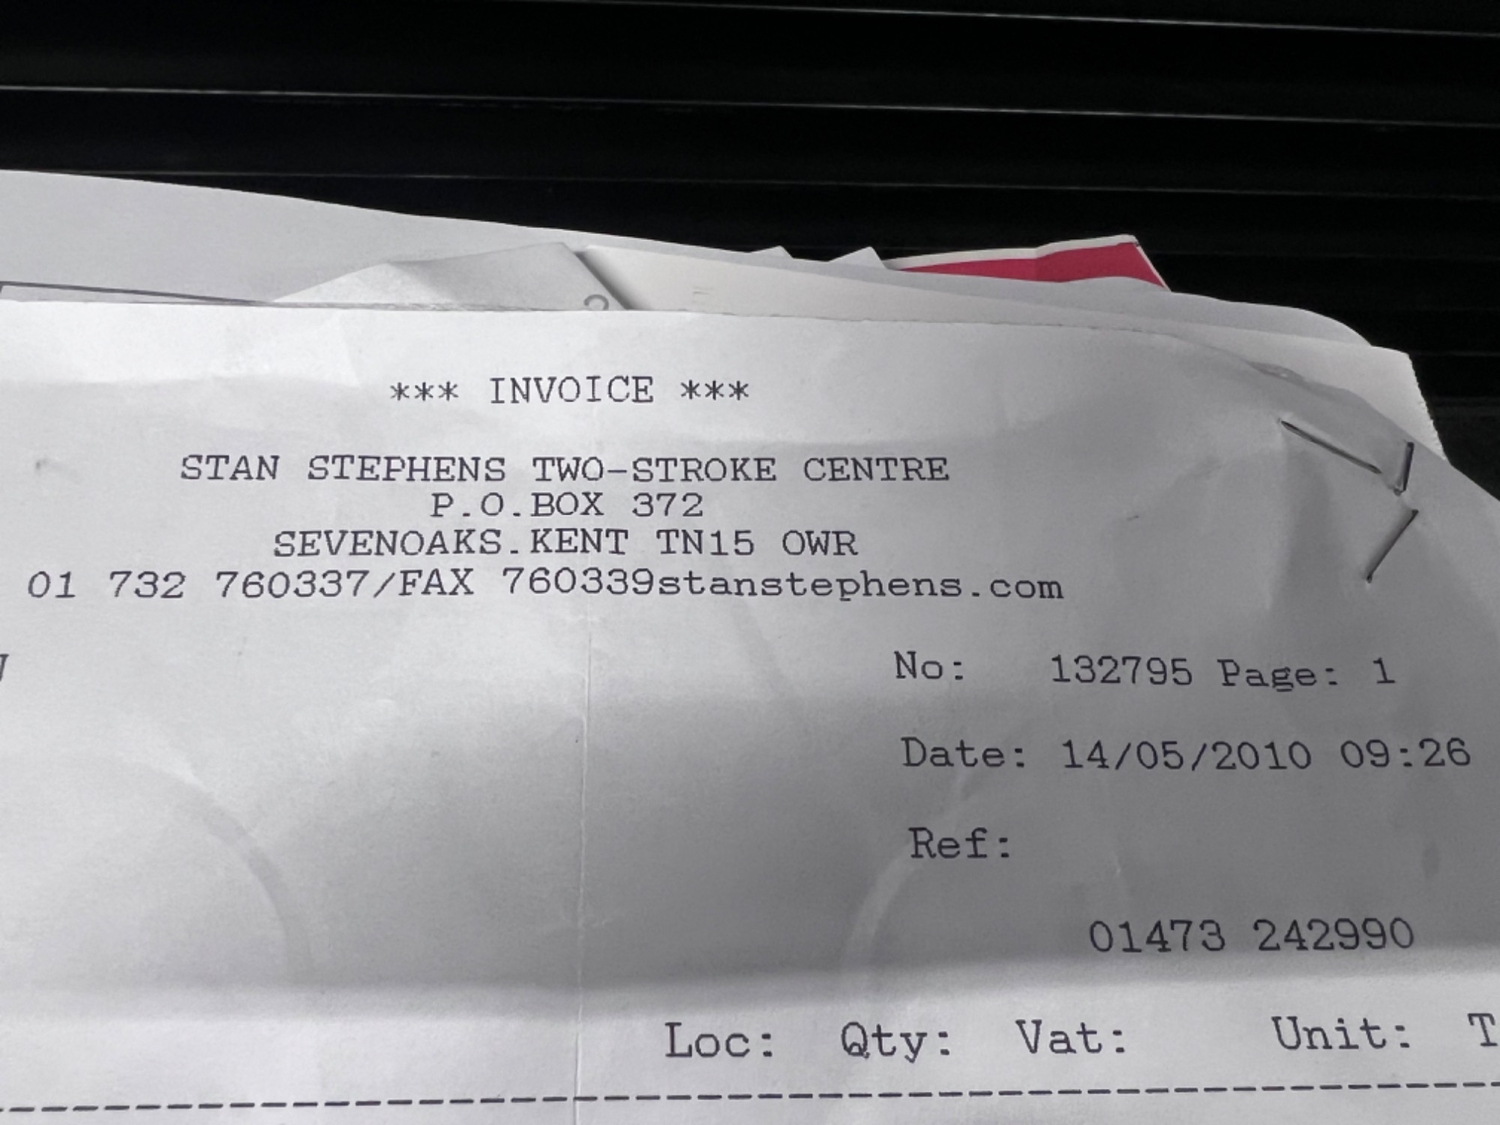 *** INVOICE ***
STAN STEPHENS TWO-STROKE CENTRE
P.O.BOX 372
SEVENOAKS.KENT TN15 OWR
01 732 760337/FAX 760339stanstephens.com
No: 132795 Page: 1
Date: 14/05/2010 09:26
Ref:
01473 242990
Loc: Qty: Vat: Unit: T